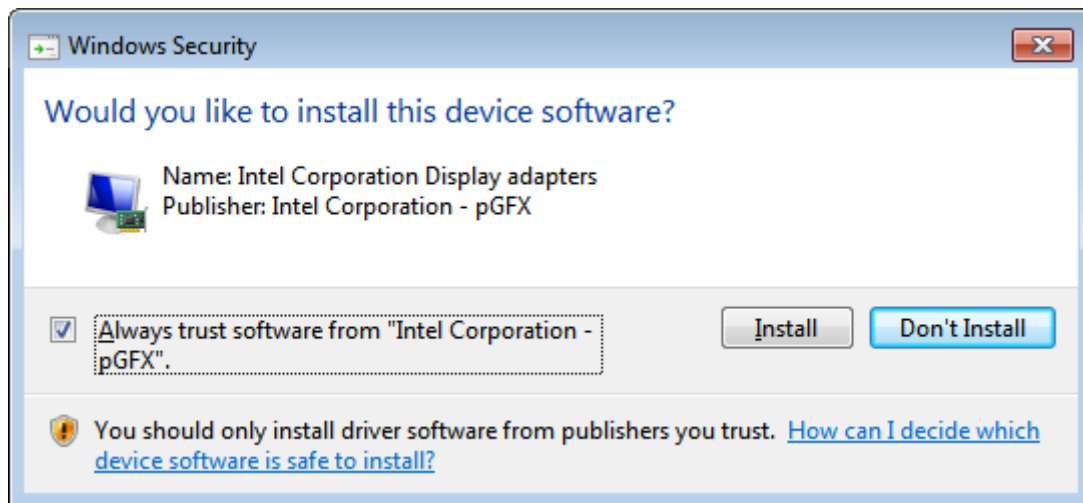 Windows Security
Would you like to install this device software?
Name: Intel Corporation Display adapters
Publisher: Intel Corporation - pGFX
Always trust software from "Intel Corporation -
pGFX".
Install
Don't Install
You should only install driver software from publishers you trust. How can I decide which
device software is safe to install?